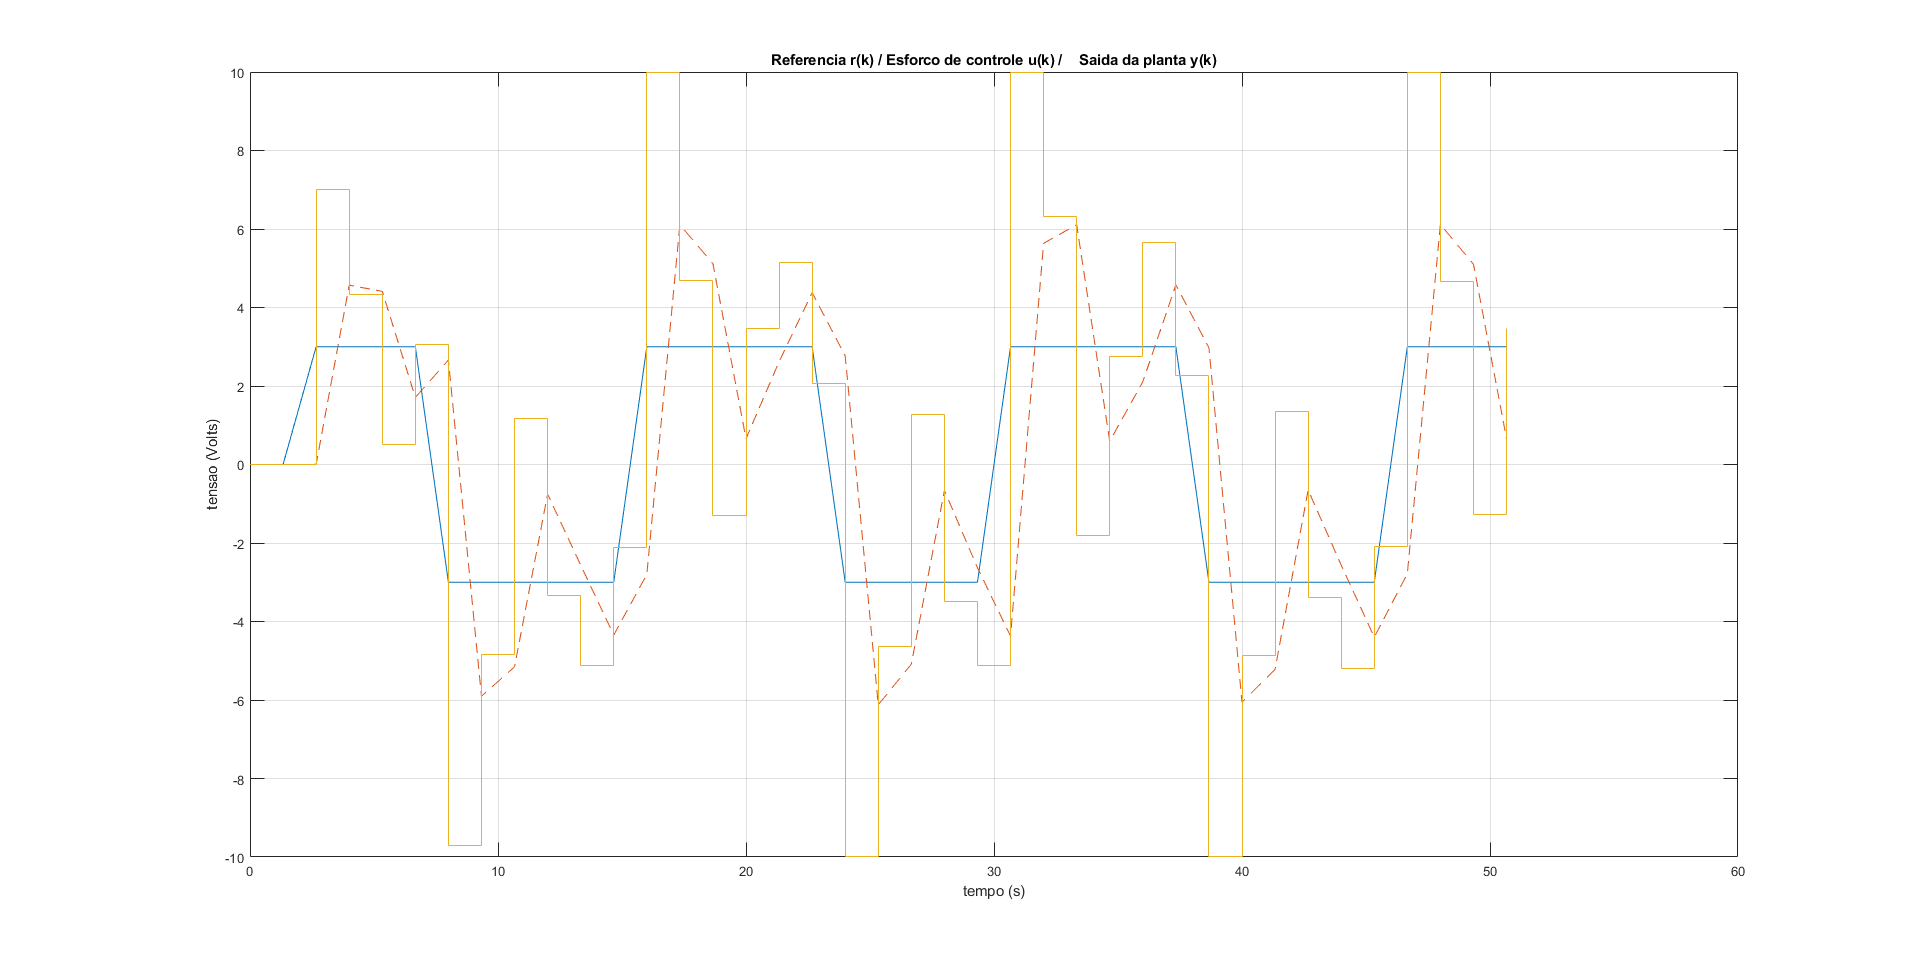 Referencia r(k) / Esforco de controle u(k) /    Saida da planta y(k)
10
8
6
4
2
0
-2
-4
-6
-8
-10
tensao (Volts)
0 10 20 30 40 50 60
tempo (s)